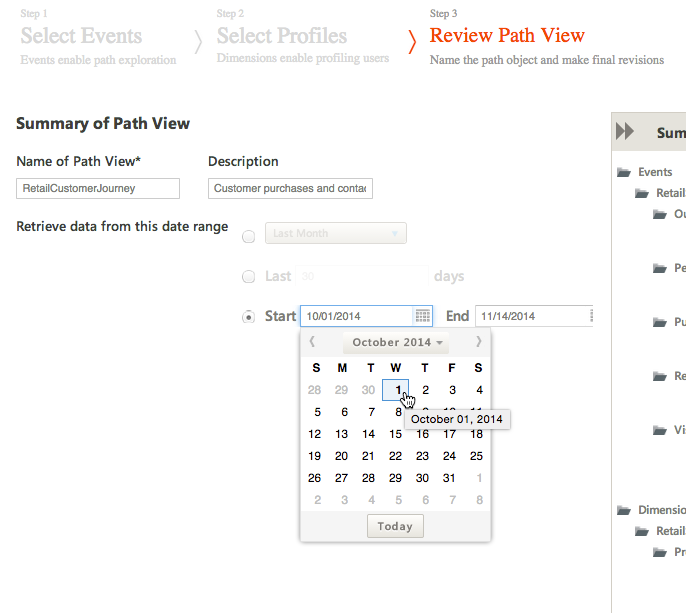 Step 1
Select Events
Events enable path exploration
Step 2
Select Profiles
Dimensions enable profiling users
Step 3
Review Path View
Name the path object and make final revisions
Summary of Path View
Name of Path View*
Description
RetailCustomerJourney
Customer purchases and contac
Retrieve data from this date range
Last Month
Last 30 days
Start 10/01/2014 End 11/14/2014
October 2014
S M T W T F S
28 29 30 1 2 3 4
5 6 7 8 9 10 11
October 01, 2014
12 13 14 15 16 17 18
19 20 21 22 23 24 25
26 27 28 29 30 31 1
2 3 4 5 6 7 8
Today
Sum
Events
Retail
Ou
Pe
Pu
Re
Vi
Dimensio
Retail
Pr